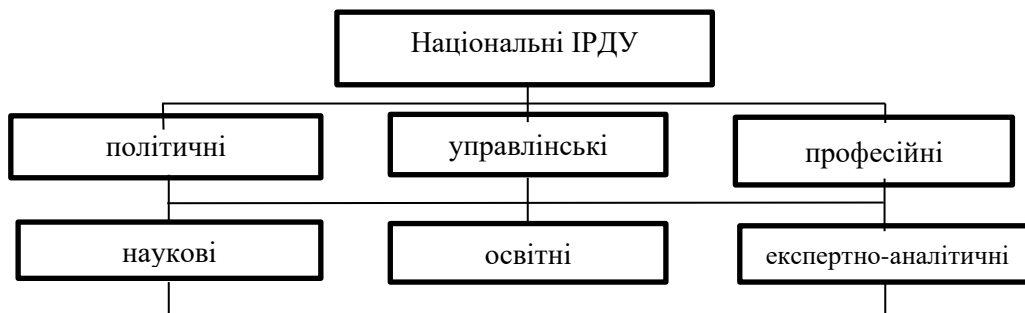 Національні ІРДУ
політичні
управлінські
професійні
наукові
освітні
експертно-аналітичні